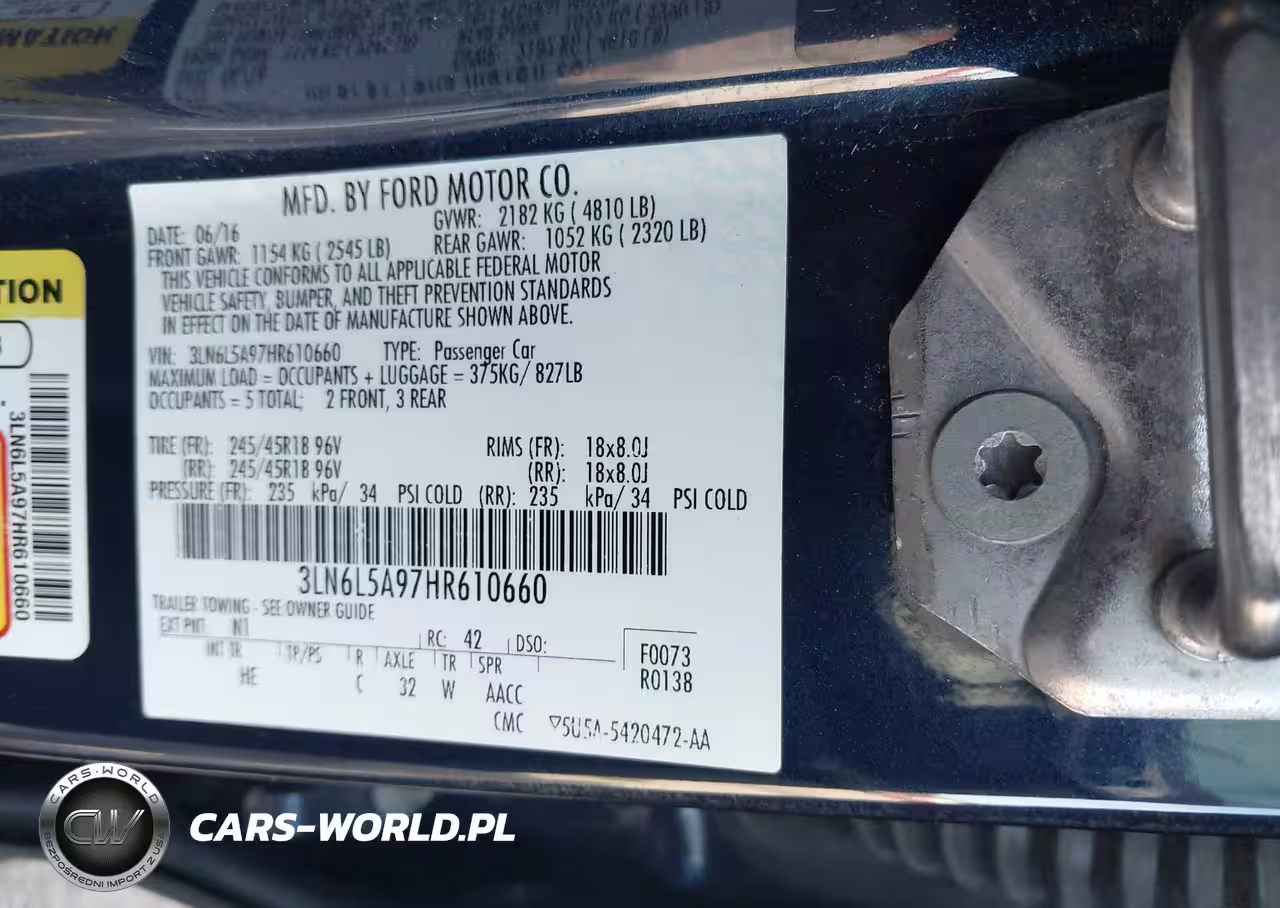 MFD. BY FORD MOTOR CO.
DATE: 06/16 GVWR: 2182 KG ( 4810 LB)
FRONT GAWR: 1154 KG ( 2545 LB) REAR GAWR: 1052 KG ( 2320 LB)
THIS VEHICLE CONFORMS TO ALL APPLICABLE FEDERAL MOTOR
VEHICLE SAFETY, BUMPER, AND THEFT PREVENTION STANDARDS
IN EFFECT ON THE DATE OF MANUFACTURE SHOWN ABOVE.
VIN: 3LN6L5A97HR610660 TYPE: Passenger Car
MAXIMUM LOAD = OCCUPANTS + LUGGAGE = 375KG/ 827LB
OCCUPANTS = 5 TOTAL; 2 FRONT, 3 REAR
TIRE (FR): 245/45R18 96V RIMS (FR): 18x8.0J
(RR): 245/45R18 96V (RR): 18x8.0J
PRESSURE (FR): 235 kPa/ 34 PSI COLD (RR): 235 kPa/ 34 PSI COLD
3LN6L5A97HR610660
TRAILER TOWING - SEE OWNER GUIDE
EXT PNT: N1 RC: 42 DSO: F0073
INT TR TP/PS R AXLE TR SPR R0138
HE C 32 W AACC
CMC ▽5U5A-5420472-AA
TION
3LN6L5A97HR610660
CARS-WORLD
CW
BEZPOŚREDNI IMPORT Z USA
CARS-WORLD.PL